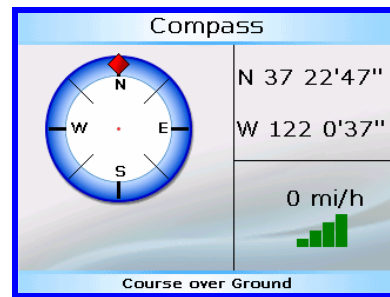 Compass
N
W
E
S
N 37 22'47"
W 122 0'37"
0 mi/h
Course over Ground